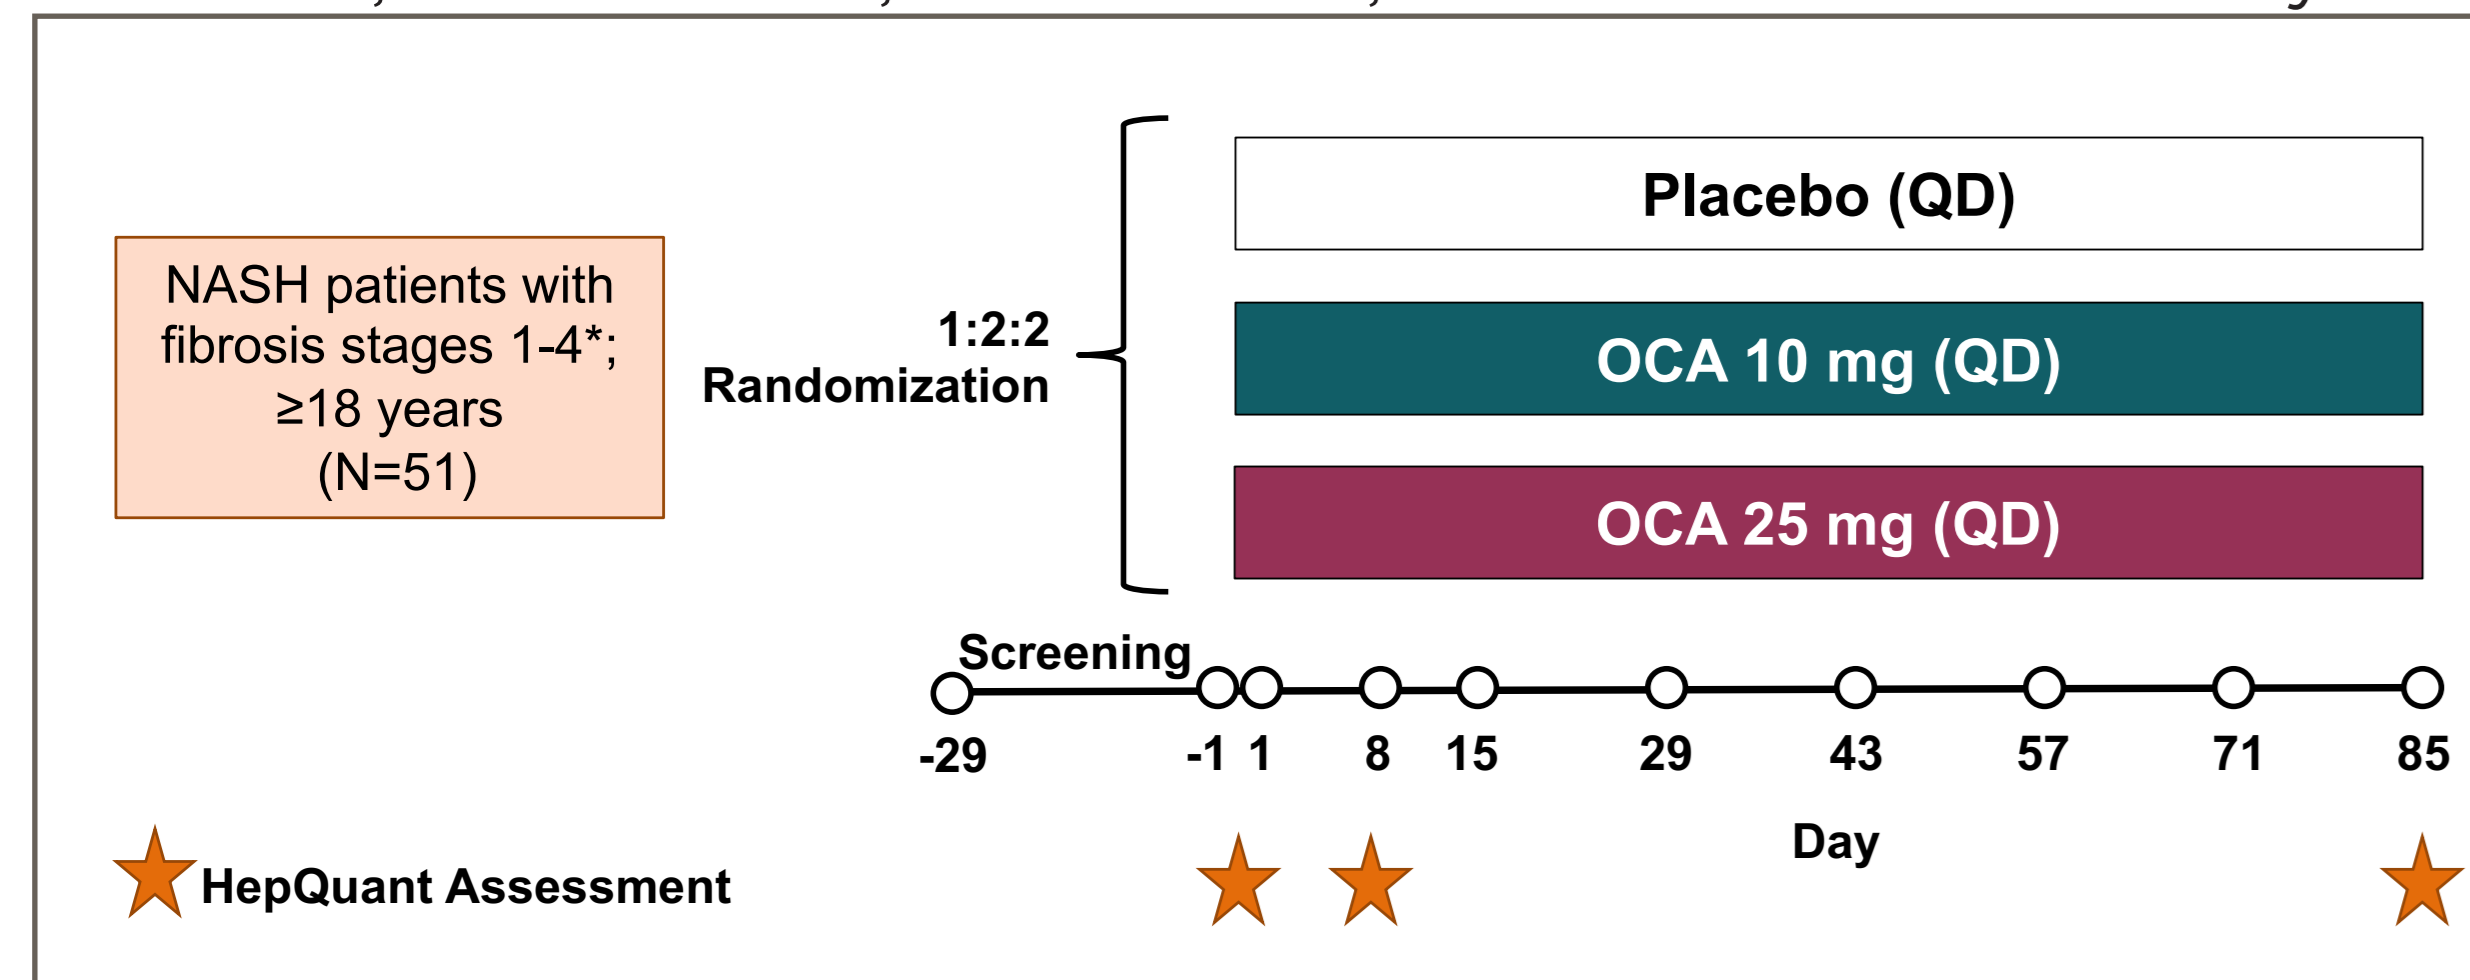 NASH patients with
fibrosis stages 1-4*;
≥18 years
(N=51)
1:2:2
Randomization
Placebo (QD)
OCA 10 mg (QD)
OCA 25 mg (QD)
Screening
-29 -1 1 8 15 29 43 57 71 85
Day
HepQuant Assessment